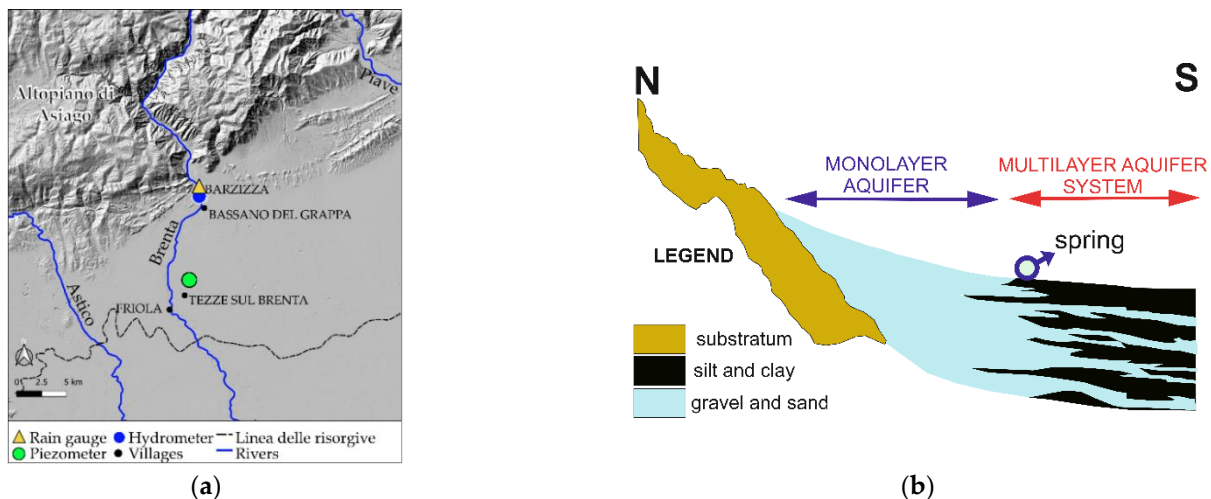 Altopiano di
Asiago
Piave
BARZIZZA
BASSANO DEL GRAPPA
Brenta
TEZZE SUL BRENTA
FRIOLA
Astico
0 2.5 5 km
Rain gauge
Hydrometer
Linea delle risorgive
Piezometer
Villages
Rivers
(a)
N
S
MONOLAYER
AQUIFER
MULTILAYER AQUIFER
SYSTEM
spring
LEGEND
substratum
silt and clay
gravel and sand
(b)